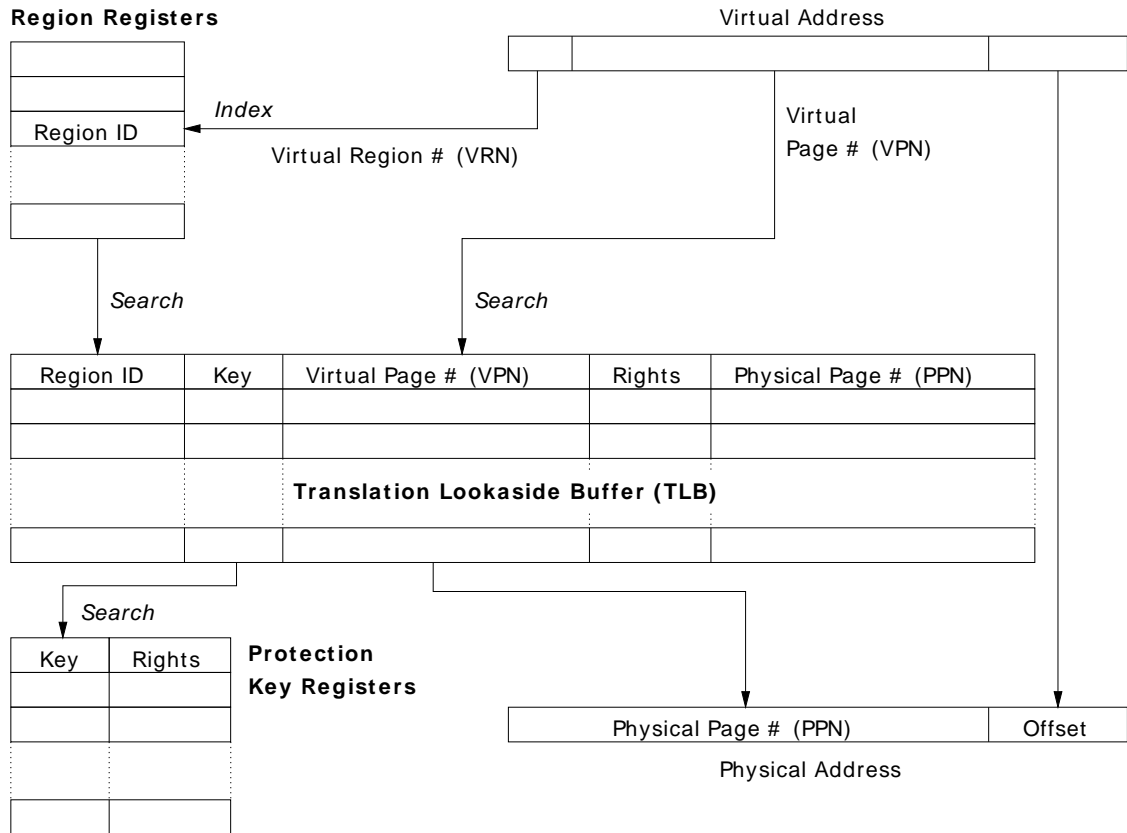 Region Registers
Virtual Address
Index
Region ID
Virtual Region # (VRN)
Virtual
Page # (VPN)
Search
Search
Region ID Key Virtual Page # (VPN) Rights Physical Page # (PPN)
Translation Lookaside Buffer (TLB)
Search
Key Rights
Protection
Key Registers
Physical Page # (PPN) Offset
Physical Address